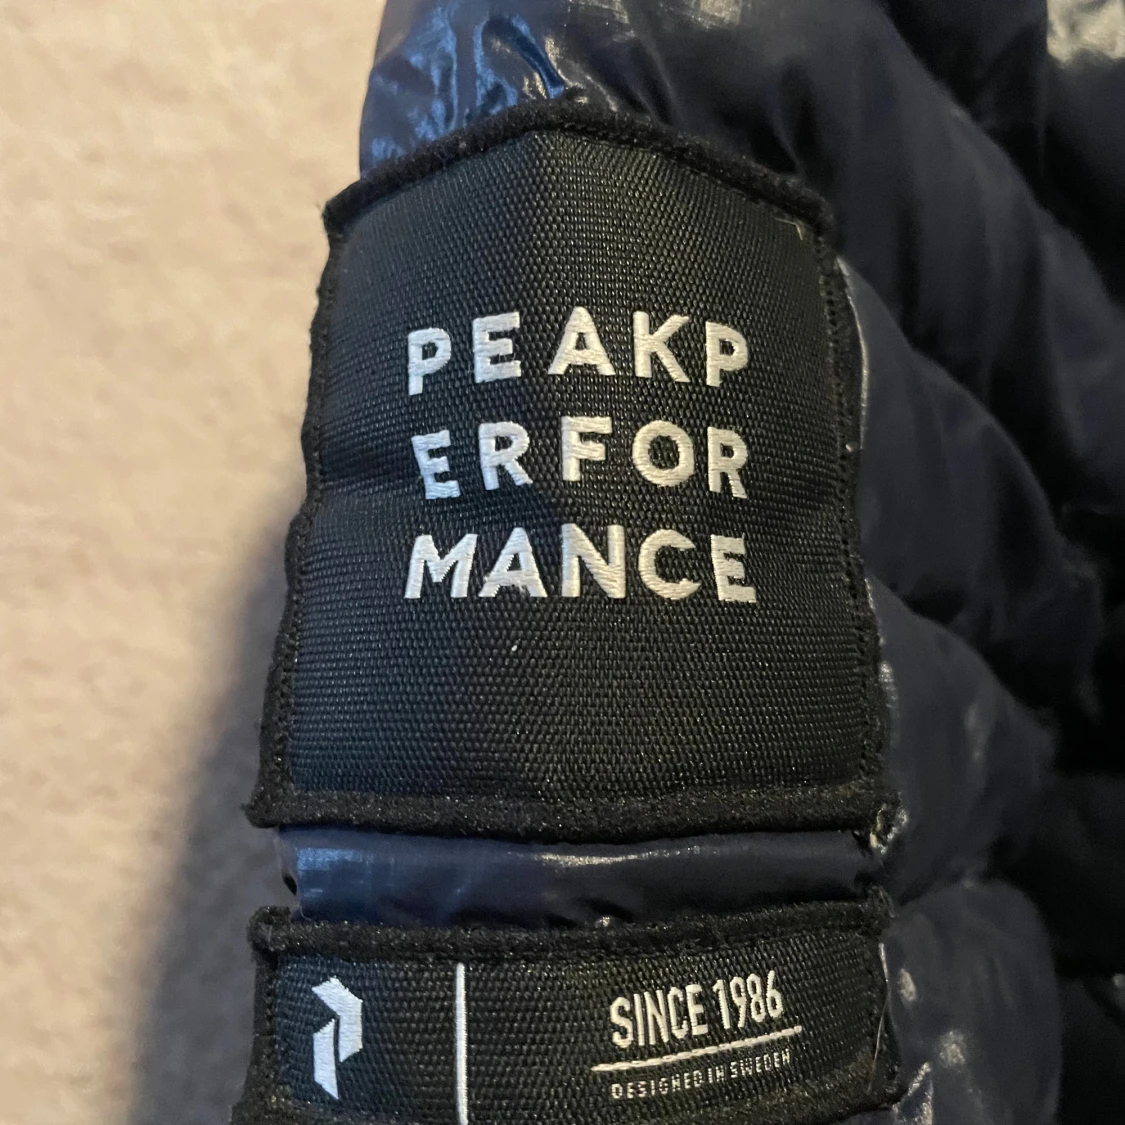 PEAKP
ERFOR
MANCE
SINCE 1986
DESIGNED IN SWEDEN